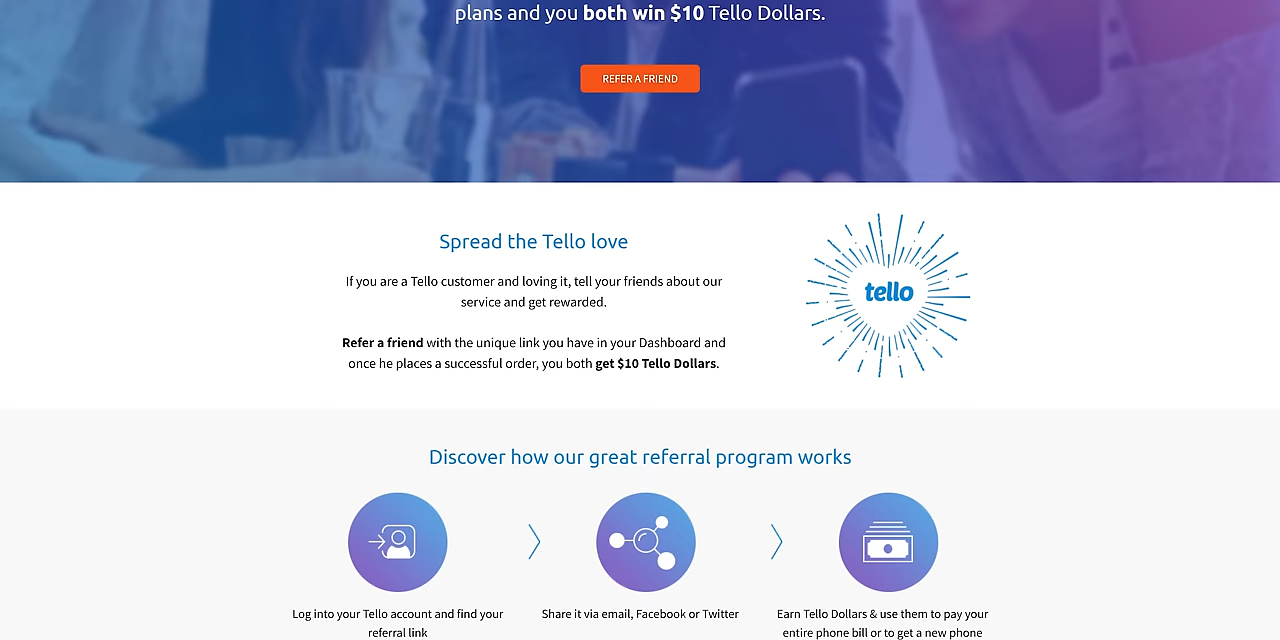 plans and you both win $10 Tello Dollars.
REFER A FRIEND
Spread the Tello love
If you are a Tello customer and loving it, tell your friends about our
service and get rewarded.
Refer a friend with the unique link you have in your Dashboard and
once he places a successful order, you both get $10 Tello Dollars.
tello
Discover how our great referral program works
Log into your Tello account and find your
referral link
Share it via email, Facebook or Twitter
Earn Tello Dollars & use them to pay your
entire phone bill or to get a new phone